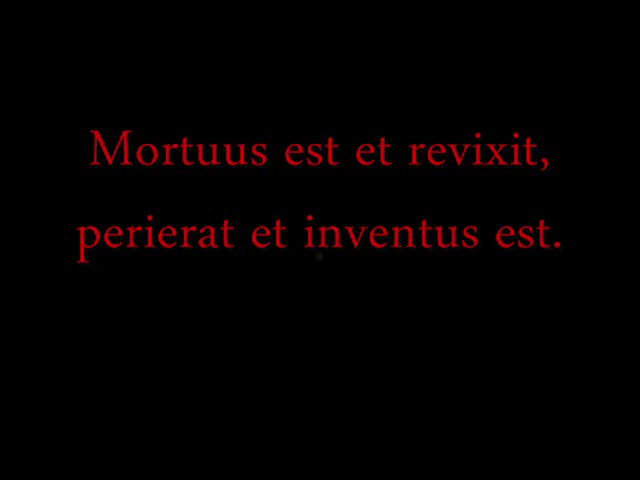 Mortuus est et revixit,
perierat et inventus est.